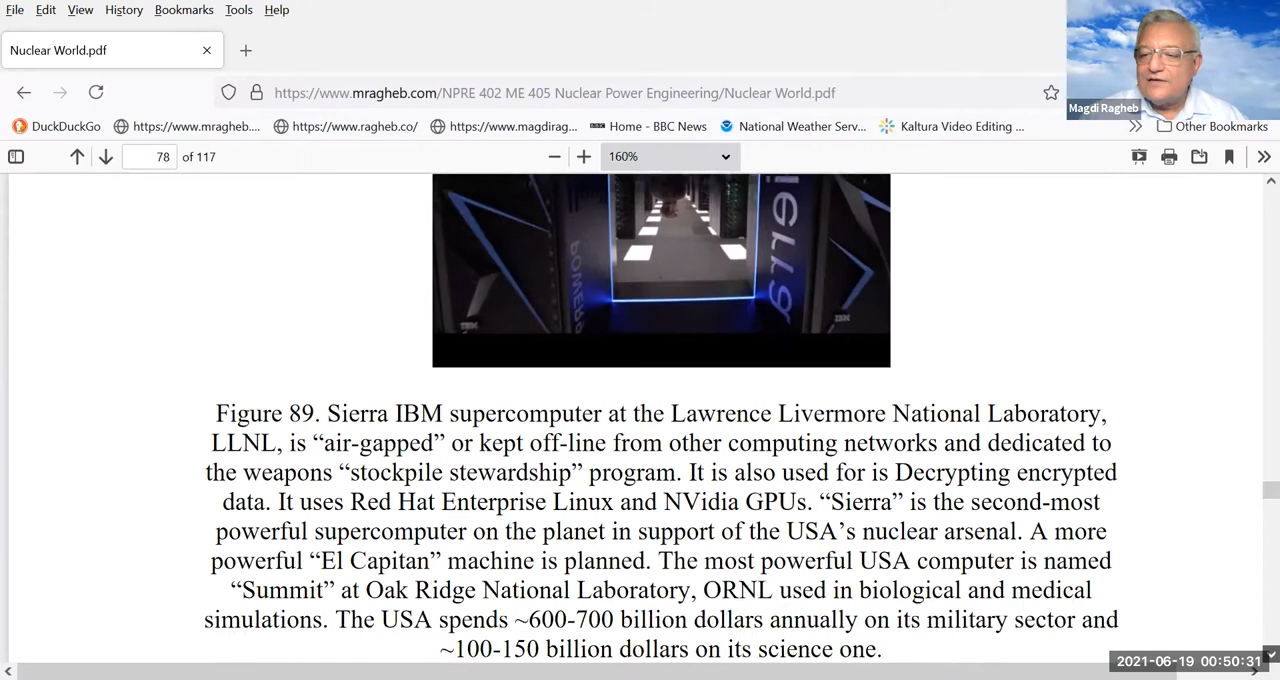 File Edit View History Bookmarks Tools Help
Nuclear World.pdf
https://www.mragheb.com/NPRE 402 ME 405 Nuclear Power Engineering/Nuclear World.pdf
Magdi Ragheb
DuckDuckGo https://www.mragheb.... https://www.ragheb.co/ https://www.magdirag... BBC Home - BBC News National Weather Serv... Kaltura Video Editing ... Other Bookmarks
78 of 117 160%
POWER9
IBM
IBM
Figure 89. Sierra IBM supercomputer at the Lawrence Livermore National Laboratory,
LLNL, is “air-gapped” or kept off-line from other computing networks and dedicated to
the weapons “stockpile stewardship” program. It is also used for is Decrypting encrypted
data. It uses Red Hat Enterprise Linux and NVidia GPUs. “Sierra” is the second-most
powerful supercomputer on the planet in support of the USA’s nuclear arsenal. A more
powerful “El Capitan” machine is planned. The most powerful USA computer is named
“Summit” at Oak Ridge National Laboratory, ORNL used in biological and medical
simulations. The USA spends ~600-700 billion dollars annually on its military sector and
~100-150 billion dollars on its science one.
2021-06-19 00:50:31